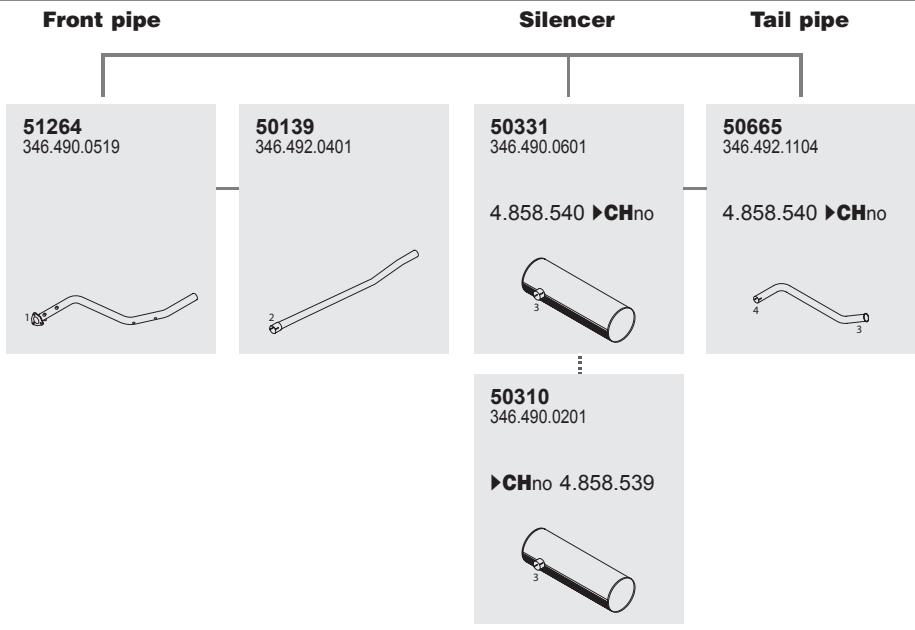 Front pipe
Silencer
Tail pipe
51264
346.490.0519
1
50139
346.492.0401
2
50331
346.490.0601
4.858.540 ▶CHno
3
50665
346.492.1104
4.858.540 ▶CHno
4
3
50310
346.490.0201
▶CHno 4.858.539
3